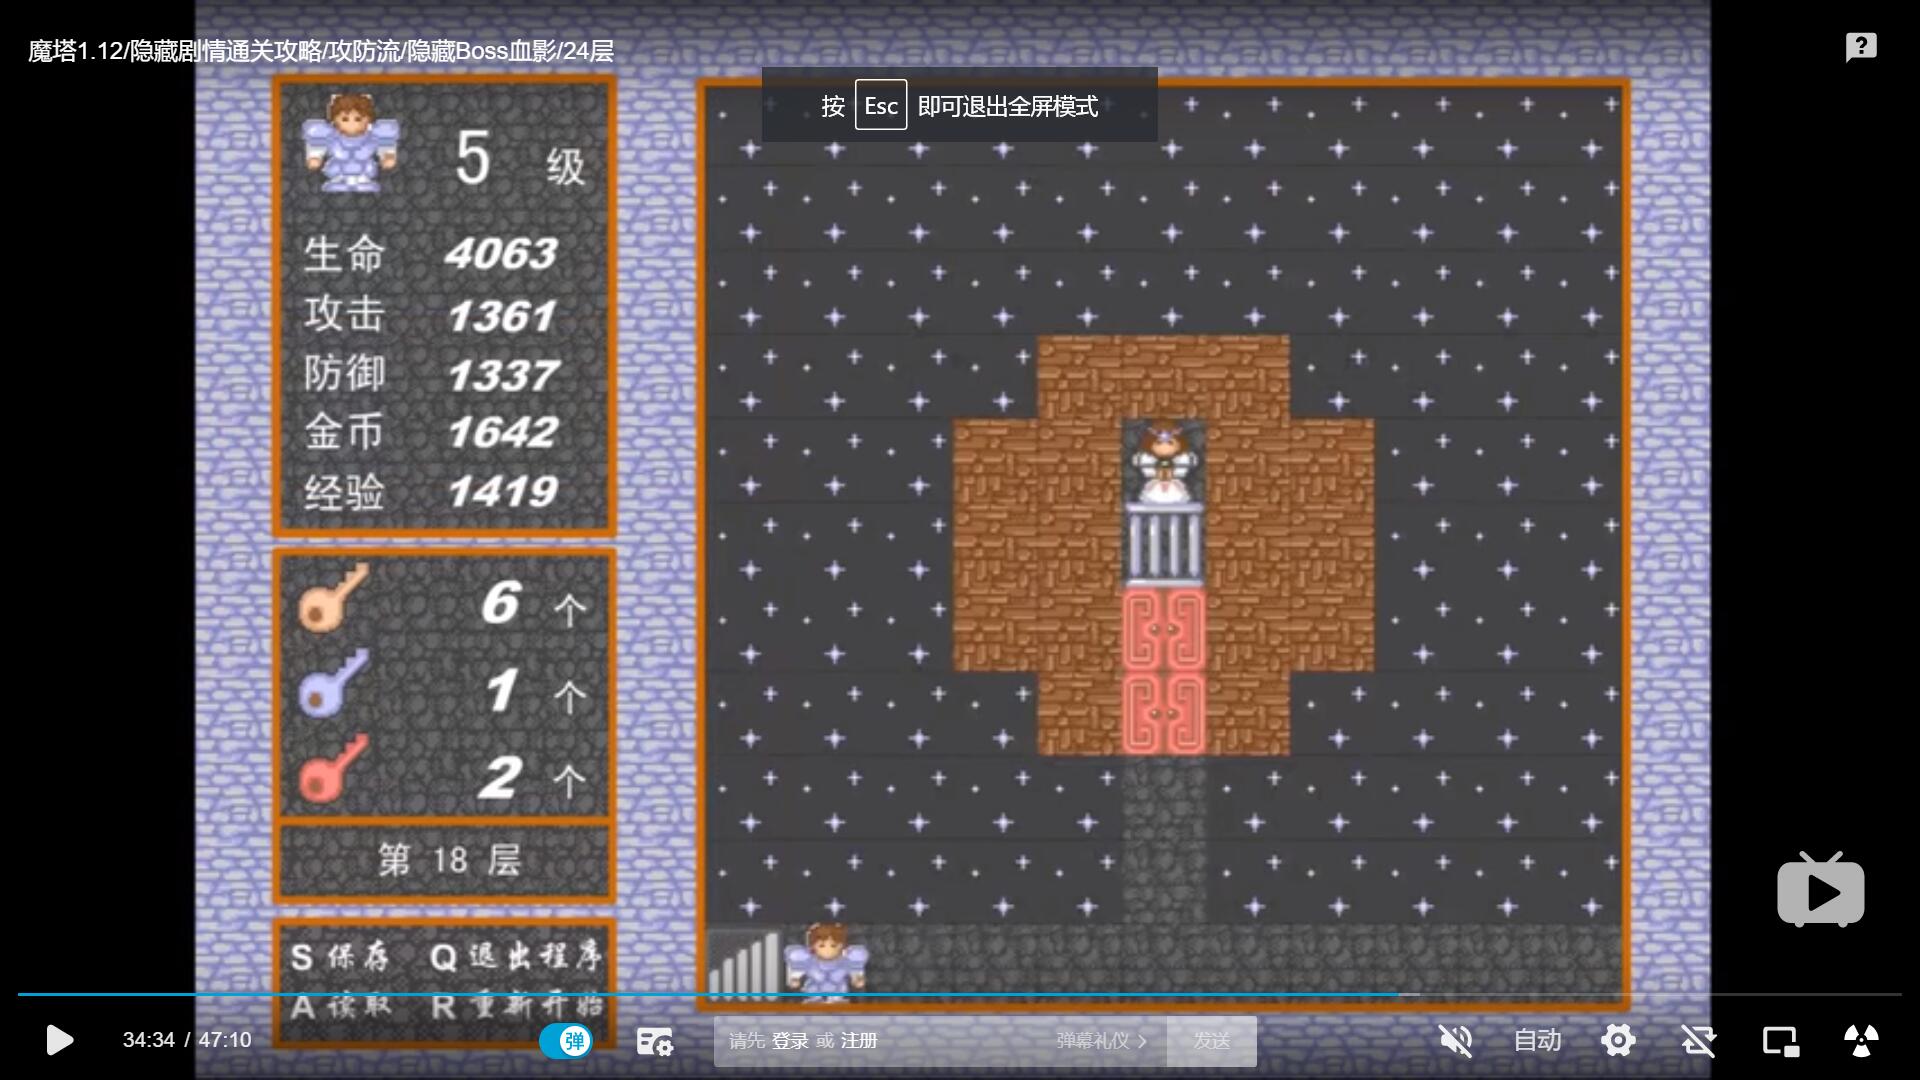 魔塔1.12/隐藏剧情通关攻略/攻防流/隐藏Boss血影/24层
按 Esc 即可退出全屏模式
5 级
生命 4063
攻击 1361
防御 1337
金币 1642
经验 1419
6 个
1 个
2 个
第 18 层
S 保存 Q 退出程序
A 读取 R 重新开始
34:34 / 47:10
弹
请先 登录 或 注册
弹幕礼仪
发送
自动